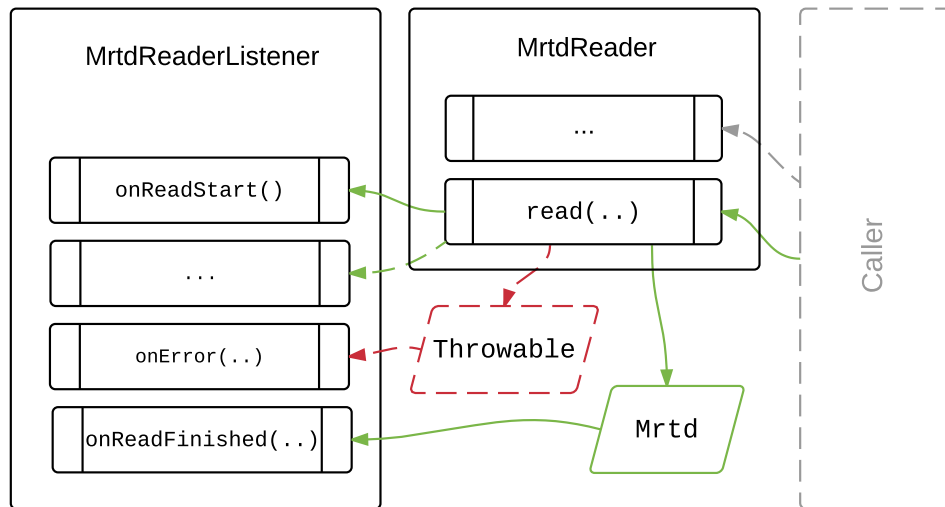 MrtdReaderListener
onReadStart()
...
onError(..)
onReadFinished(..)
MrtdReader
...
read(..)
Throwable
Mrtd
Caller